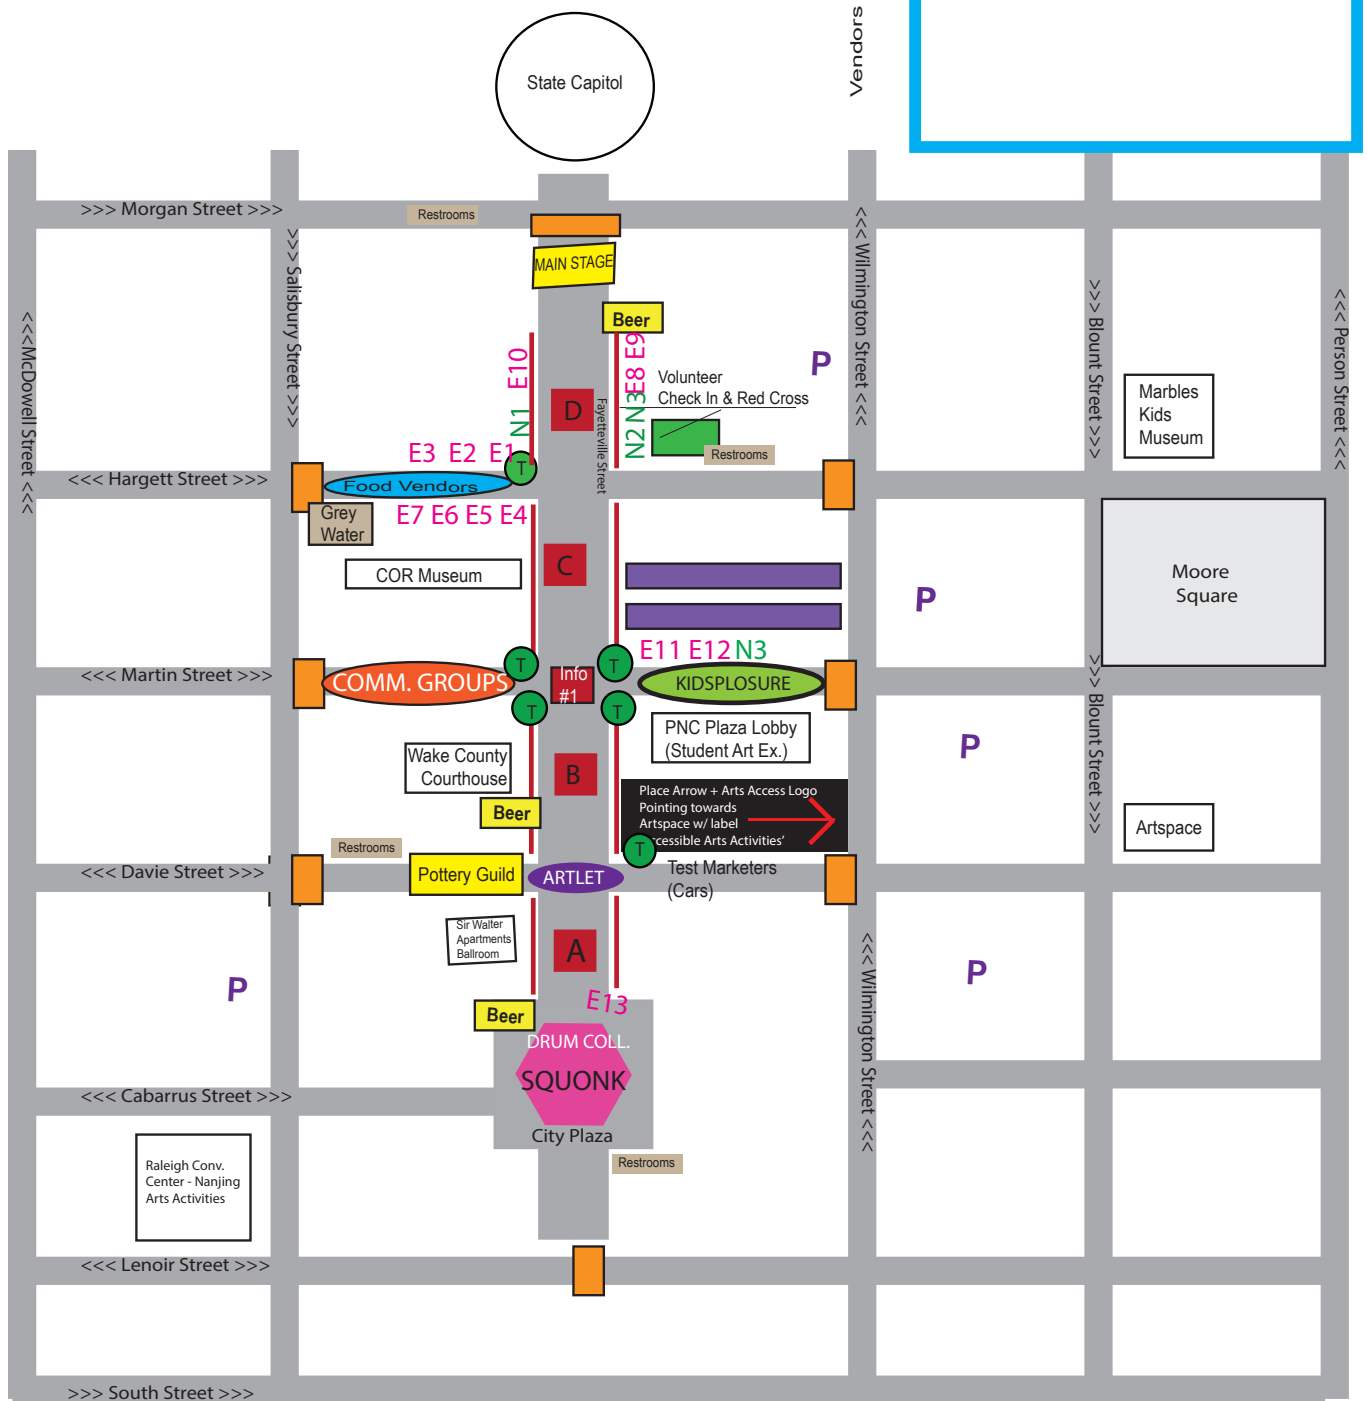 Vendors
State Capitol
>>> Morgan Street >>>
Restrooms
MAIN STAGE
Beer
<<<McDowell Street <<<
>>> Salisbury Street >>>
<<< Wilmington Street <<<
>>> Blount Street >>>
<<< Person Street <<<
E10
N1
E8 E9
N2 N3
P
Volunteer
Check In & Red Cross
D
Fayetteville Street
Marbles
Kids
Museum
E3 E2 E1
T
Restrooms
<<< Hargett Street >>>
Food Vendors
Grey
Water
E7 E6 E5 E4
COR Museum
C
P
Moore
Square
E11 E12 N3
<<< Martin Street >>>
COMM. GROUPS
T
Info
#1
T
KIDSPLOSURE
T
T
>>> Blount Street >>>
PNC Plaza Lobby
(Student Art Ex.)
P
Wake County
Courthouse
B
Beer
Place Arrow + Arts Access Logo
Pointing towards
Artspace w/ label
ccessible Arts Activities’
T
Artspace
Restrooms
<<< Davie Street >>>
Pottery Guild
ARTLET
Test Marketers
(Cars)
Sir Walter
Apartments
Ballroom
A
<<< Wilmington Street <<<
P
P
E13
Beer
DRUM COLL.
SQUONK
<<< Cabarrus Street >>>
City Plaza
Restrooms
Raleigh Conv.
Center - Nanjing
Arts Activities
<<< Lenoir Street >>>
>>> South Street >>>